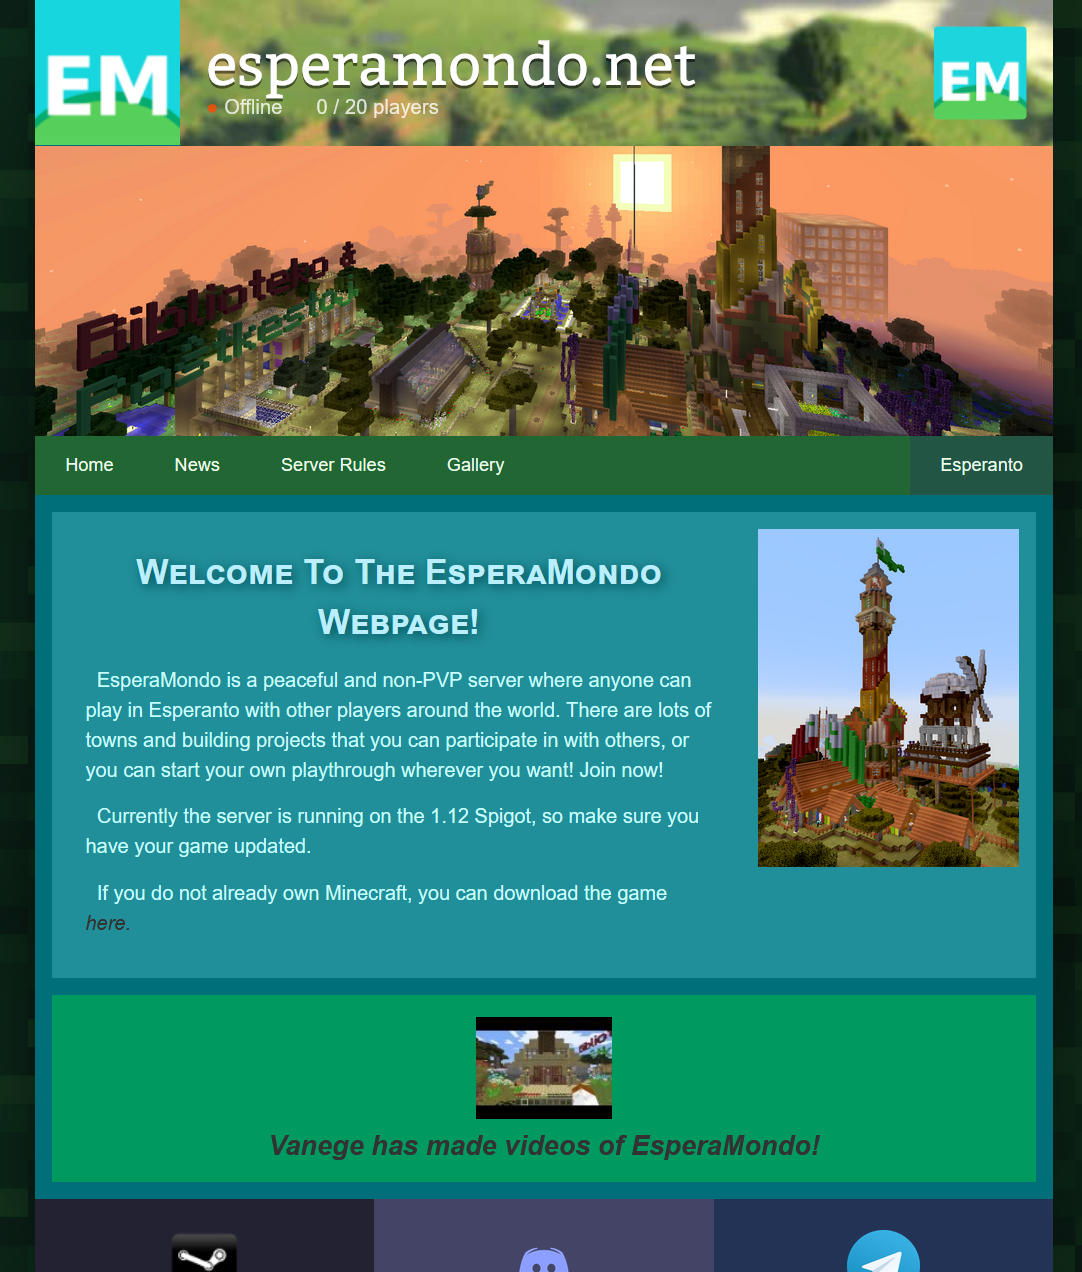 EM
esperamondo.net
Offline 0 / 20 players
EM
Biblioteko &
Poŝtkestoj
Home News Server Rules Gallery Esperanto
Welcome To The EsperaMondo
Webpage!
EsperaMondo is a peaceful and non-PVP server where anyone can
play in Esperanto with other players around the world. There are lots of
towns and building projects that you can participate in with others, or
you can start your own playthrough wherever you want! Join now!
Currently the server is running on the 1.12 Spigot, so make sure you
have your game updated.
If you do not already own Minecraft, you can download the game
here.
Vanege has made videos of EsperaMondo!